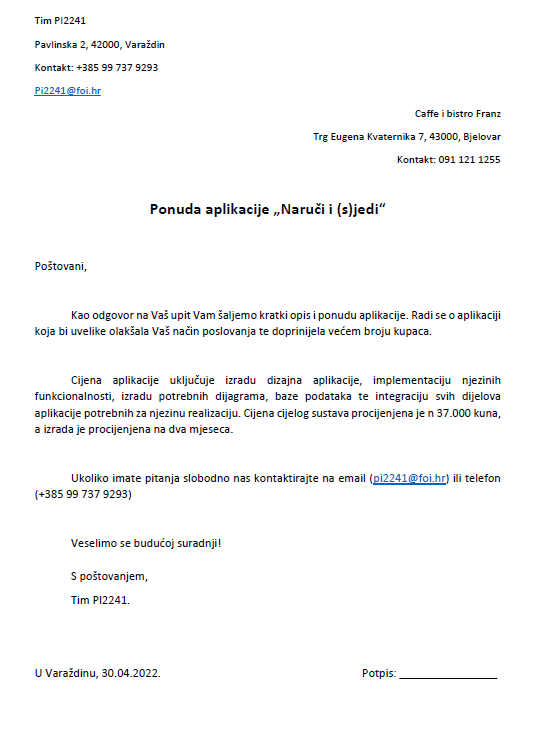 Tim PI2241
Pavlinska 2, 42000, Varaždin
Kontakt: +385 99 737 9293
Pi2241@foi.hr
Caffe i bistro Franz
Trg Eugena Kvaternika 7, 43000, Bjelovar
Kontakt: 091 121 1255
Ponuda aplikacije „Naruči i (s)jedi“
Poštovani,
Kao odgovor na Vaš upit Vam šaljemo kratki opis i ponudu aplikacije. Radi se o aplikaciji
koja bi uvelike olakšala Vaš način poslovanja te doprinijela većem broju kupaca.
Cijena aplikacije uključuje izradu dizajna aplikacije, implementaciju njezinih
funkcionalnosti, izradu potrebnih dijagrama, baze podataka te integraciju svih dijelova
aplikacije potrebnih za njezinu realizaciju. Cijena cijelog sustava procijenjena je n 37.000 kuna,
a izrada je procijenjena na dva mjeseca.
Ukoliko imate pitanja slobodno nas kontaktirajte na email (pi2241@foi.hr) ili telefon
(+385 99 737 9293)
Veselimo se budućoj suradnji!
S poštovanjem,
Tim PI2241.
U Varaždinu, 30.04.2022. Potpis: __________________